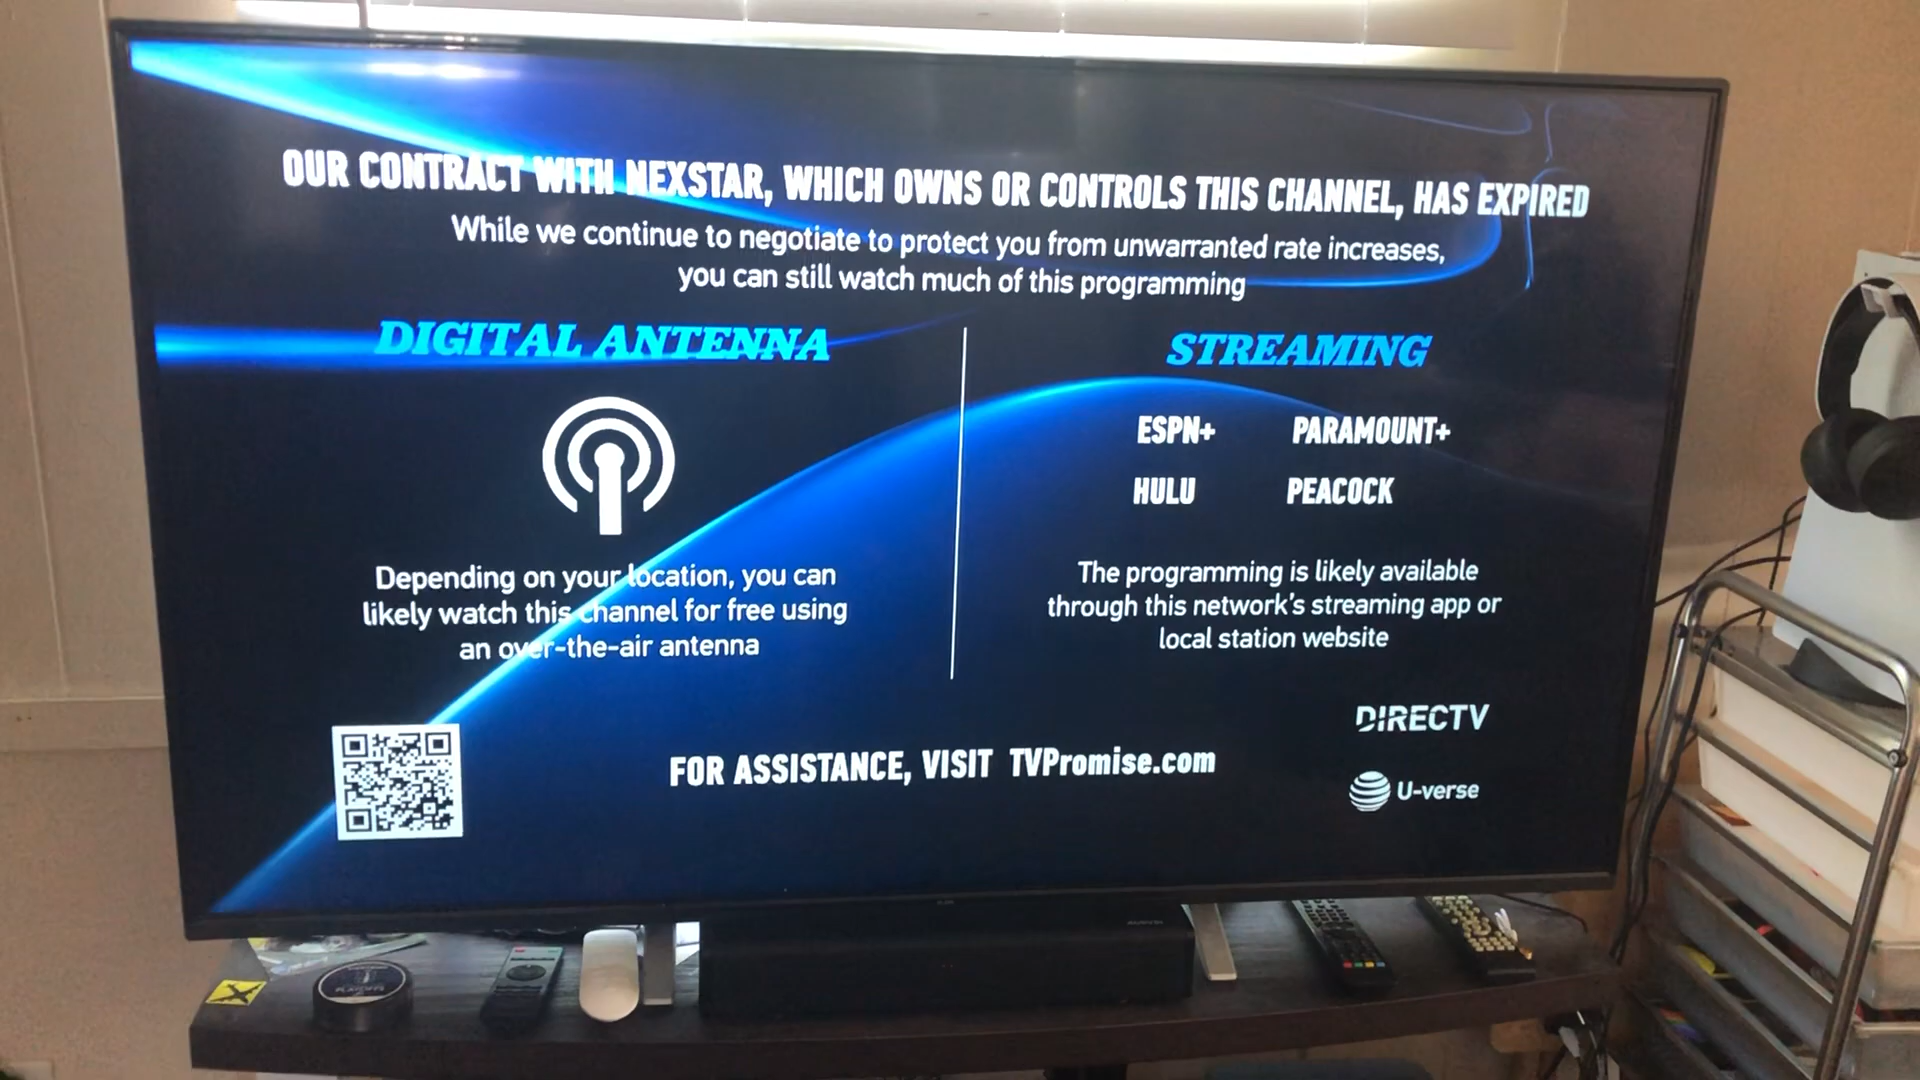 OUR CONTRACT WITH NEXSTAR, WHICH OWNS OR CONTROLS THIS CHANNEL, HAS EXPIRED
While we continue to negotiate to protect you from unwarranted rate increases,
you can still watch much of this programming
DIGITAL ANTENNA
Depending on your location, you can
likely watch this channel for free using
an over-the-air antenna
STREAMING
ESPN+ PARAMOUNT+
HULU PEACOCK
The programming is likely available
through this network's streaming app or
local station website
FOR ASSISTANCE, VISIT TVPromise.com
DIRECTV
U-verse